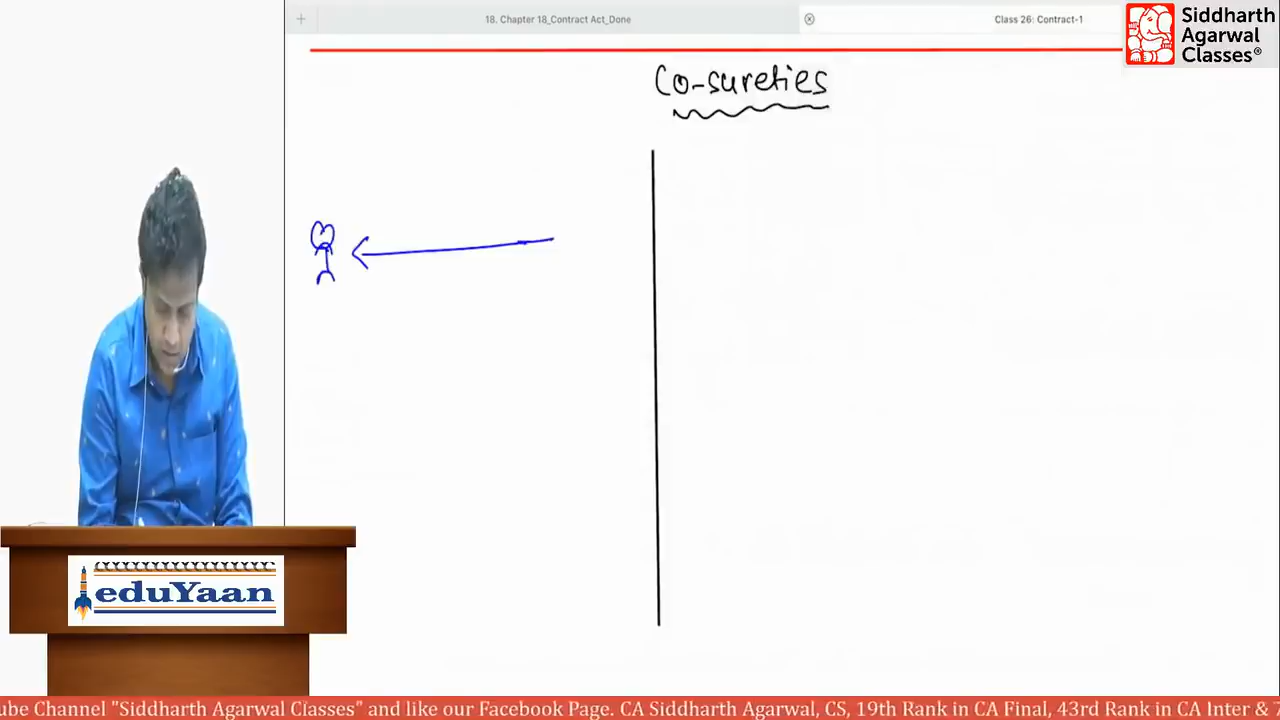 18. Chapter 18_Contract Act_Done
Class 26: Contract-1
Siddharth
Agarwal
Classes®
Co-sureties
eduYaan
ube Channel "Siddharth Agarwal Classes" and like our Facebook Page. CA Siddharth Agarwal, CS, 19th Rank in CA Final, 43rd Rank in CA Inter &